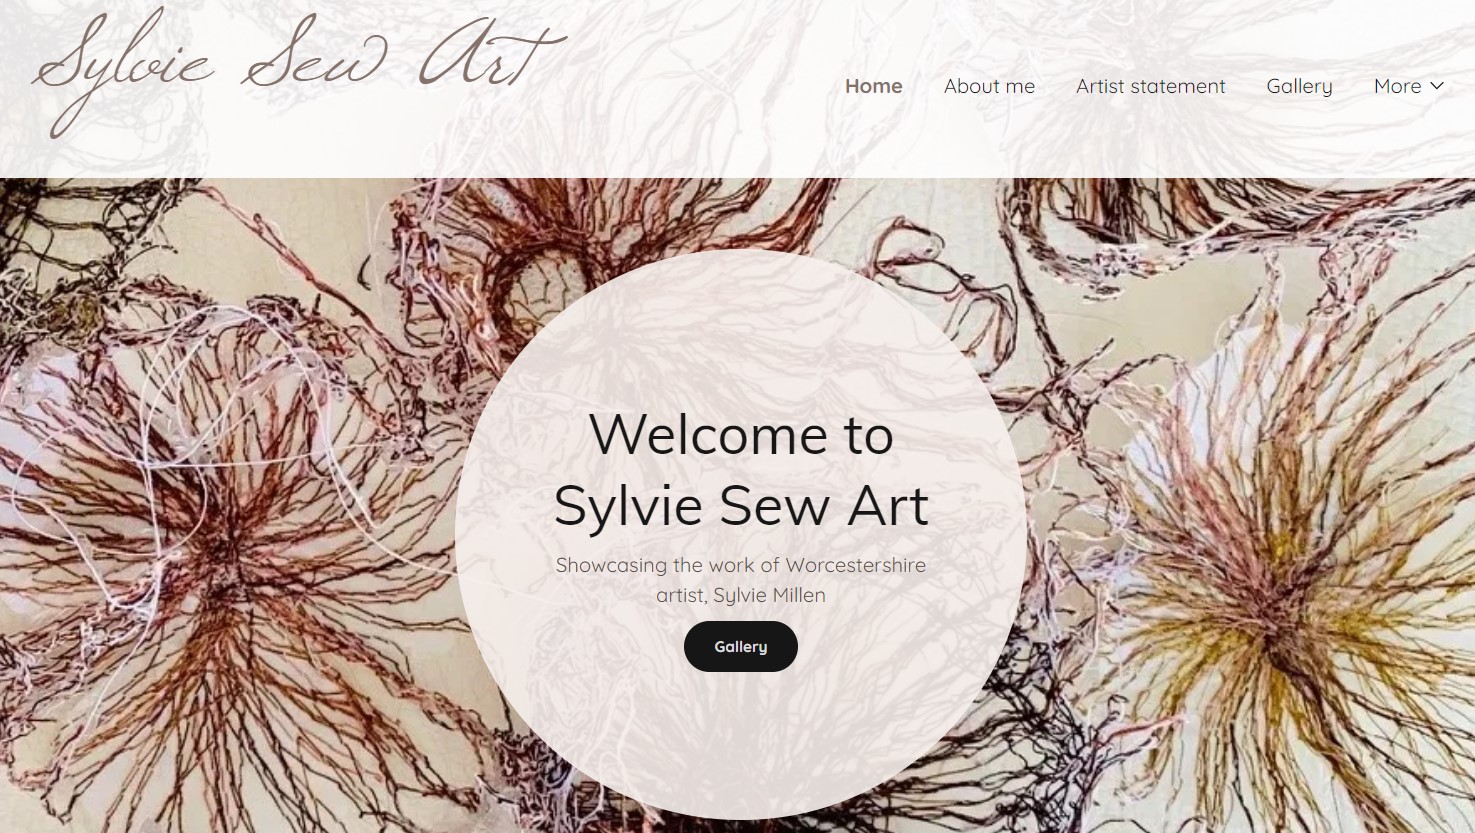 Sylvie Sew Art
Home About me Artist statement Gallery More
Welcome to
Sylvie Sew Art
Showcasing the work of Worcestershire
artist, Sylvie Millen
Gallery